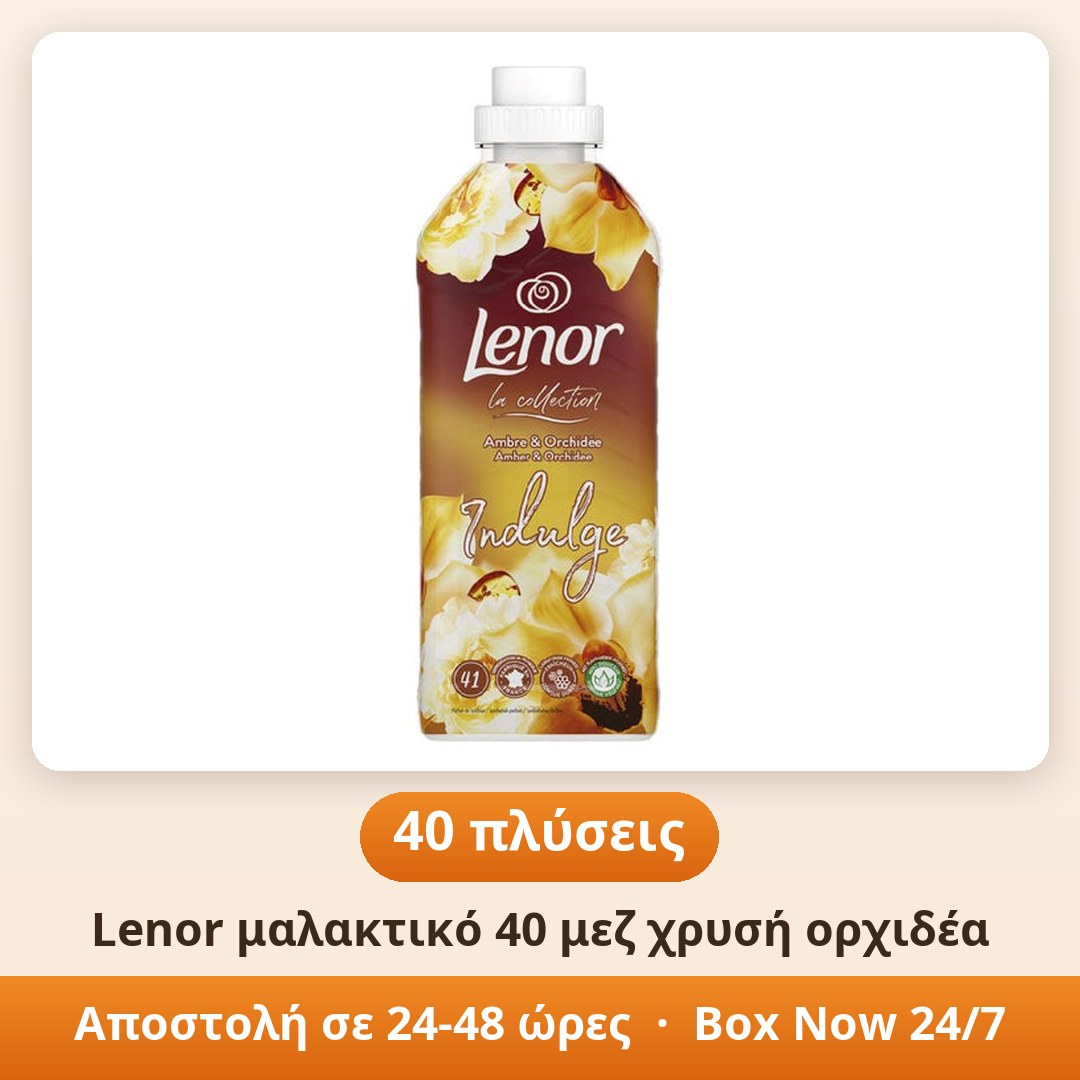 Lenor
la collection
Ambre & Orchidée
Amber & Orchidee
Indulge
41
40 πλύσεις
Lenor μαλακτικό 40 μεζ χρυσή ορχιδέα
Αποστολή σε 24-48 ώρες · Box Now 24/7